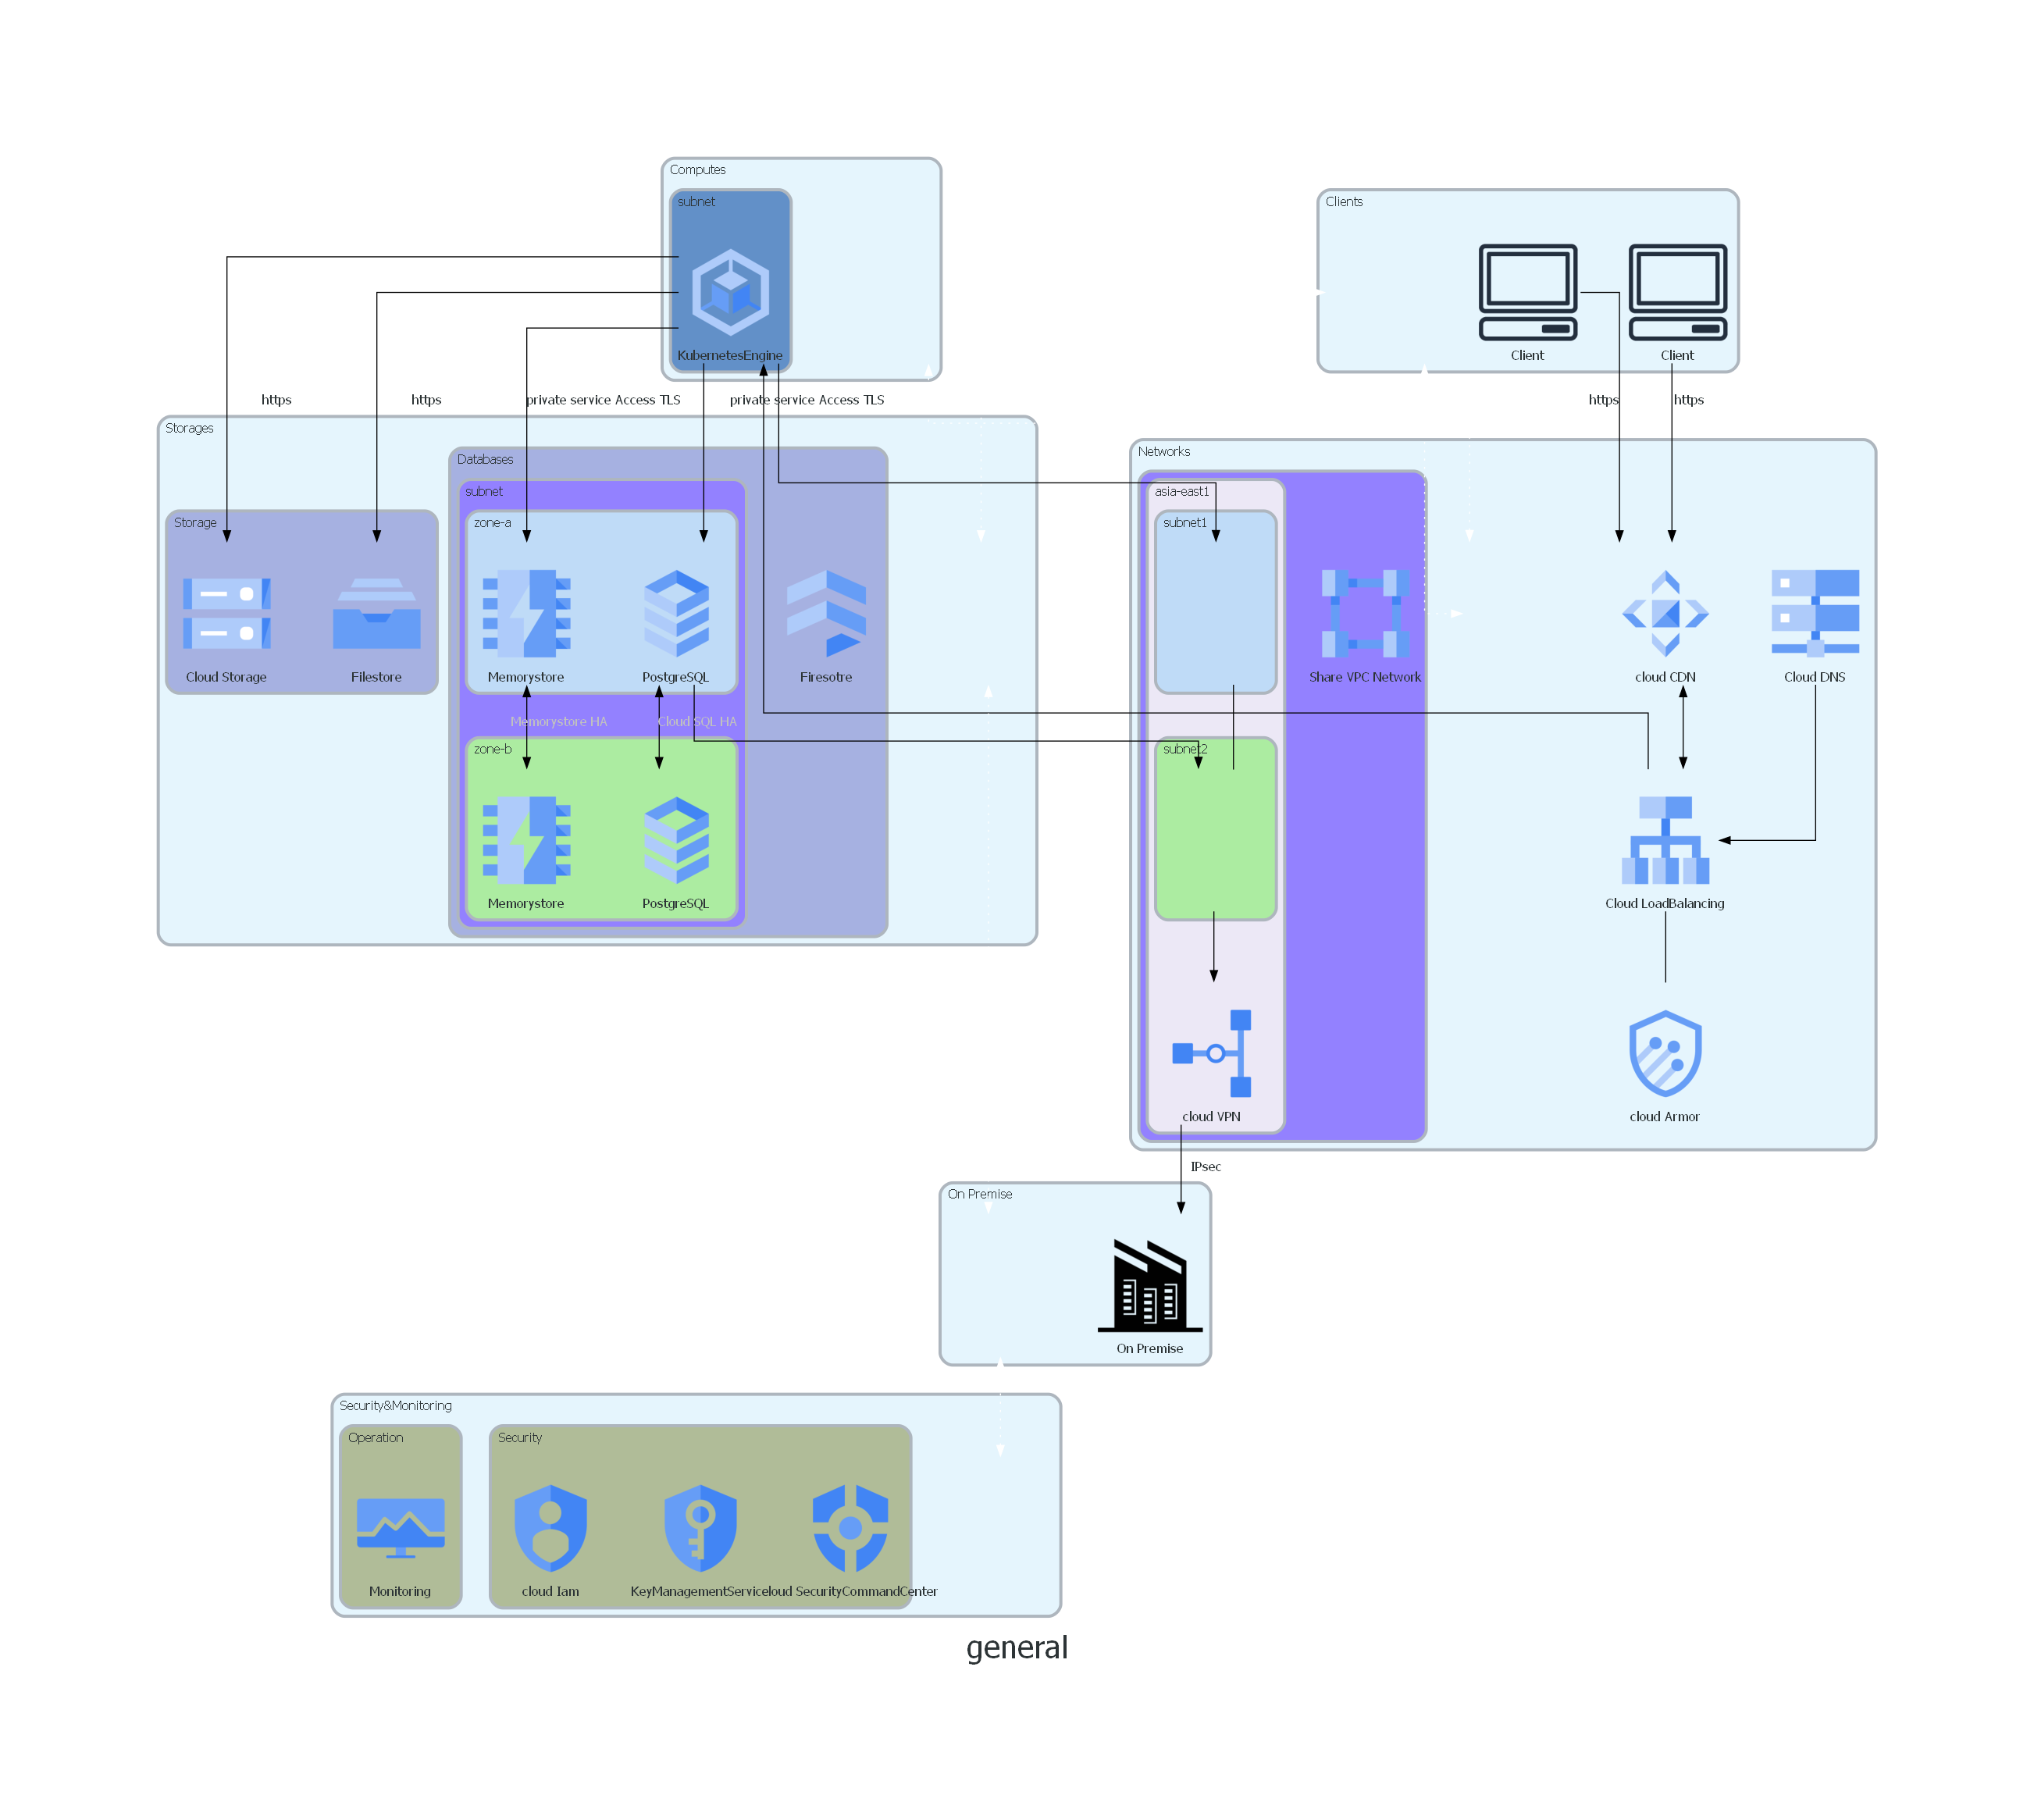 Computes
subnet
KubernetesEngine
Clients
Client
Client
https
https
private service Access TLS
private service Access TLS
https
https
Storages
Storage
Cloud Storage
Filestore
Databases
subnet
zone-a
Memorystore
PostgreSQL
Firesotre
Memorystore HA
Cloud SQL HA
zone-b
Memorystore
PostgreSQL
Networks
asia-east1
subnet1
Share VPC Network
cloud CDN
Cloud DNS
subnet2
Cloud LoadBalancing
cloud VPN
cloud Armor
IPsec
On Premise
On Premise
Security&Monitoring
Operation
Monitoring
Security
cloud Iam
KeyManagementServiceloud SecurityCommandCenter
general